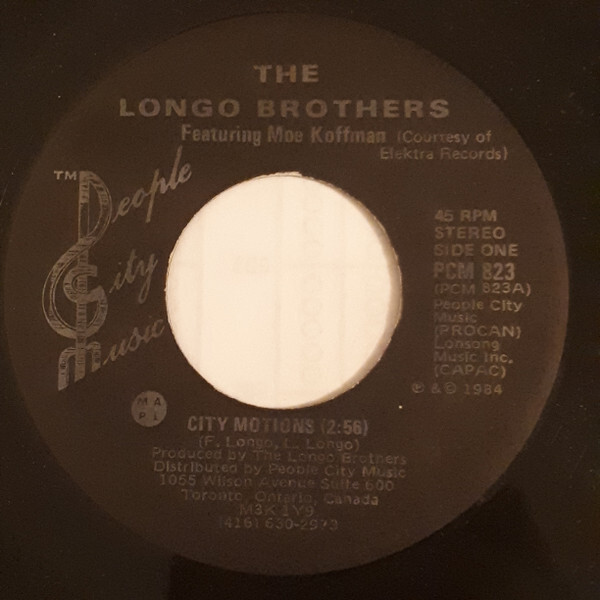 THE
LONGO BROTHERS
Featuring Moe Koffman (Courtesy of
Elektra Records)
TM
People
City
Music
45 RPM
STEREO
SIDE ONE
PCM 823
(PCM 823A)
People City
Music
(PROCAN)
Lonsong
Music Inc.
(CAPAC)
℗ & © 1984
M A
P L
CITY MOTIONS (2:56)
(F. Longo, L. Longo)
Produced by The Longo Brothers
Distributed by People City Music
1055 Wilson Avenue Suite 600
Toronto, Ontario, Canada
M3K 1Y9
(416) 630-2973